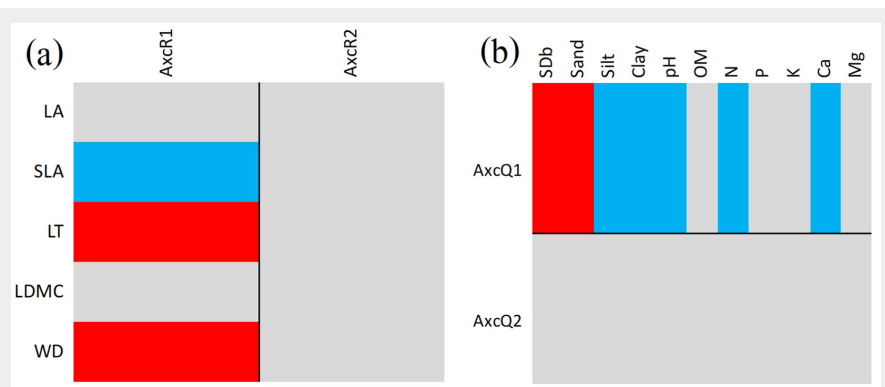 (a)
AxcR1
AxcR2
LA
SLA
LT
LDMC
WD
(b)
SDb
Sand
Silt
Clay
pH
OM
N
P
K
Ca
Mg
AxcQ1
AxcQ2